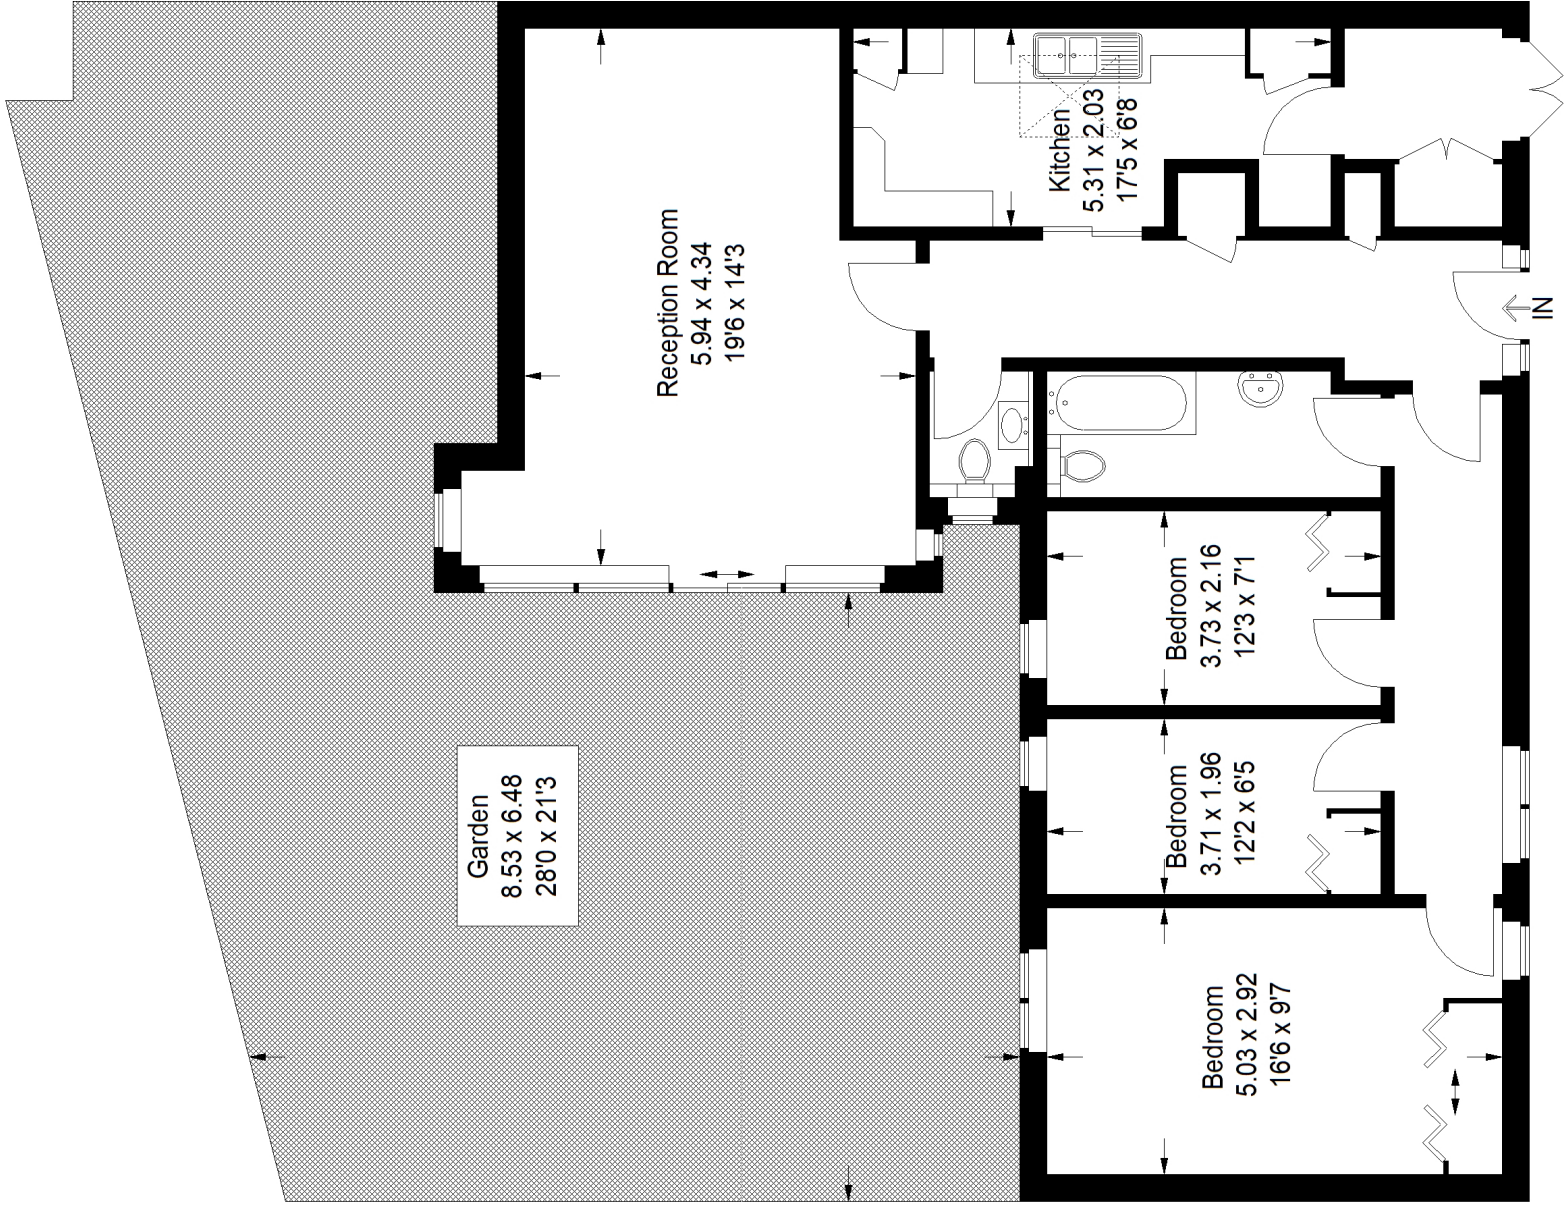 Reception Room
5.94 x 4.34
19'6 x 14'3
Kitchen
5.31 x 2.03
17'5 x 6'8
IN
Bedroom
3.73 x 2.16
12'3 x 7'1
Bedroom
3.71 x 1.96
12'2 x 6'5
Garden
8.53 x 6.48
28'0 x 21'3
Bedroom
5.03 x 2.92
16'6 x 9'7